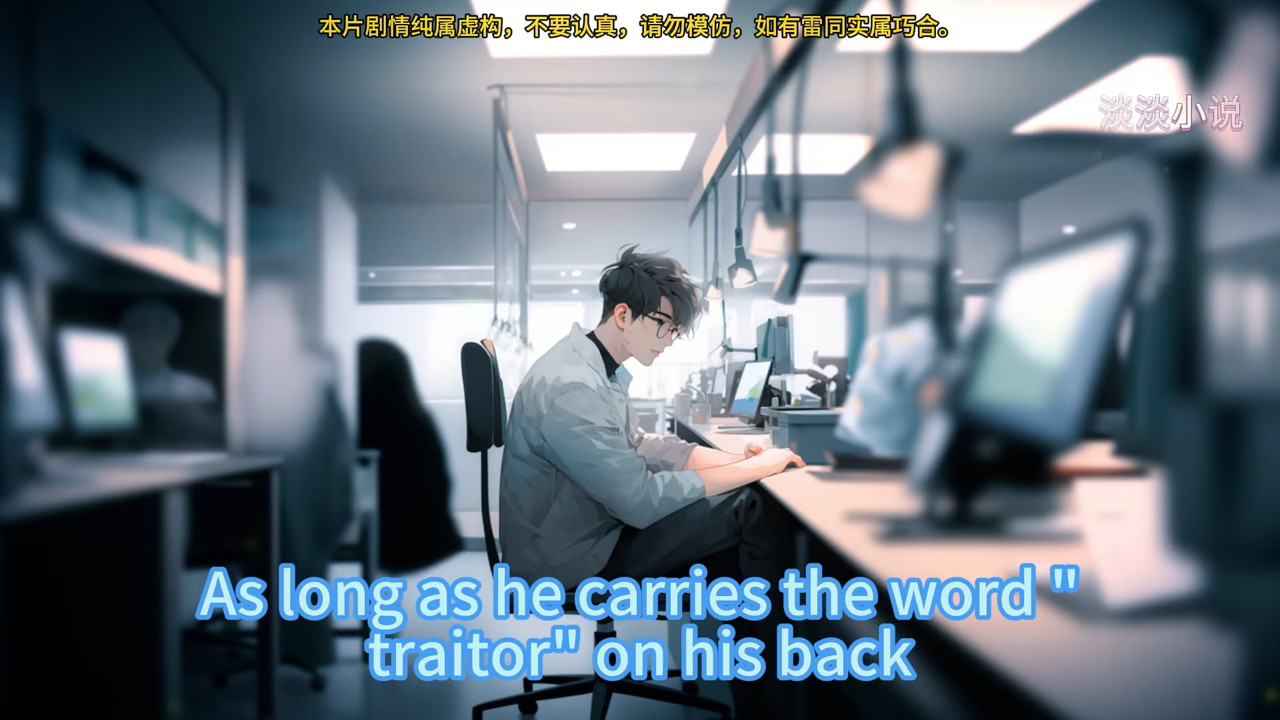 本片剧情纯属虚构，不要认真，请勿模仿，如有雷同实属巧合。
淡淡小说
As long as he carries the word "
traitor" on his back